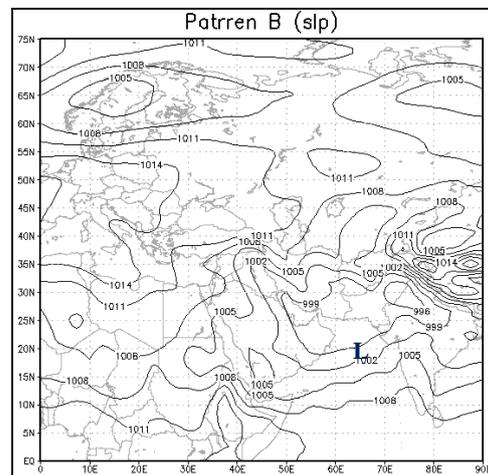 Patrren B (slp)
75N
1011
70N
1008
1005
1005
65N
60N
1008
1011
55N
1014
1011
50N
45N
1008
1008
40N
1011
1011
1008
1005
35N
1002
1005
1005
1002
1014
1014
30N
1011
999
996
25N
1005
999
20N
1008
L
1002
15N
1008
1008
1005
1005
10N
1005
1008
5N
1011
EQ
0
10E
20E
30E
40E
50E
60E
70E
80E
90E